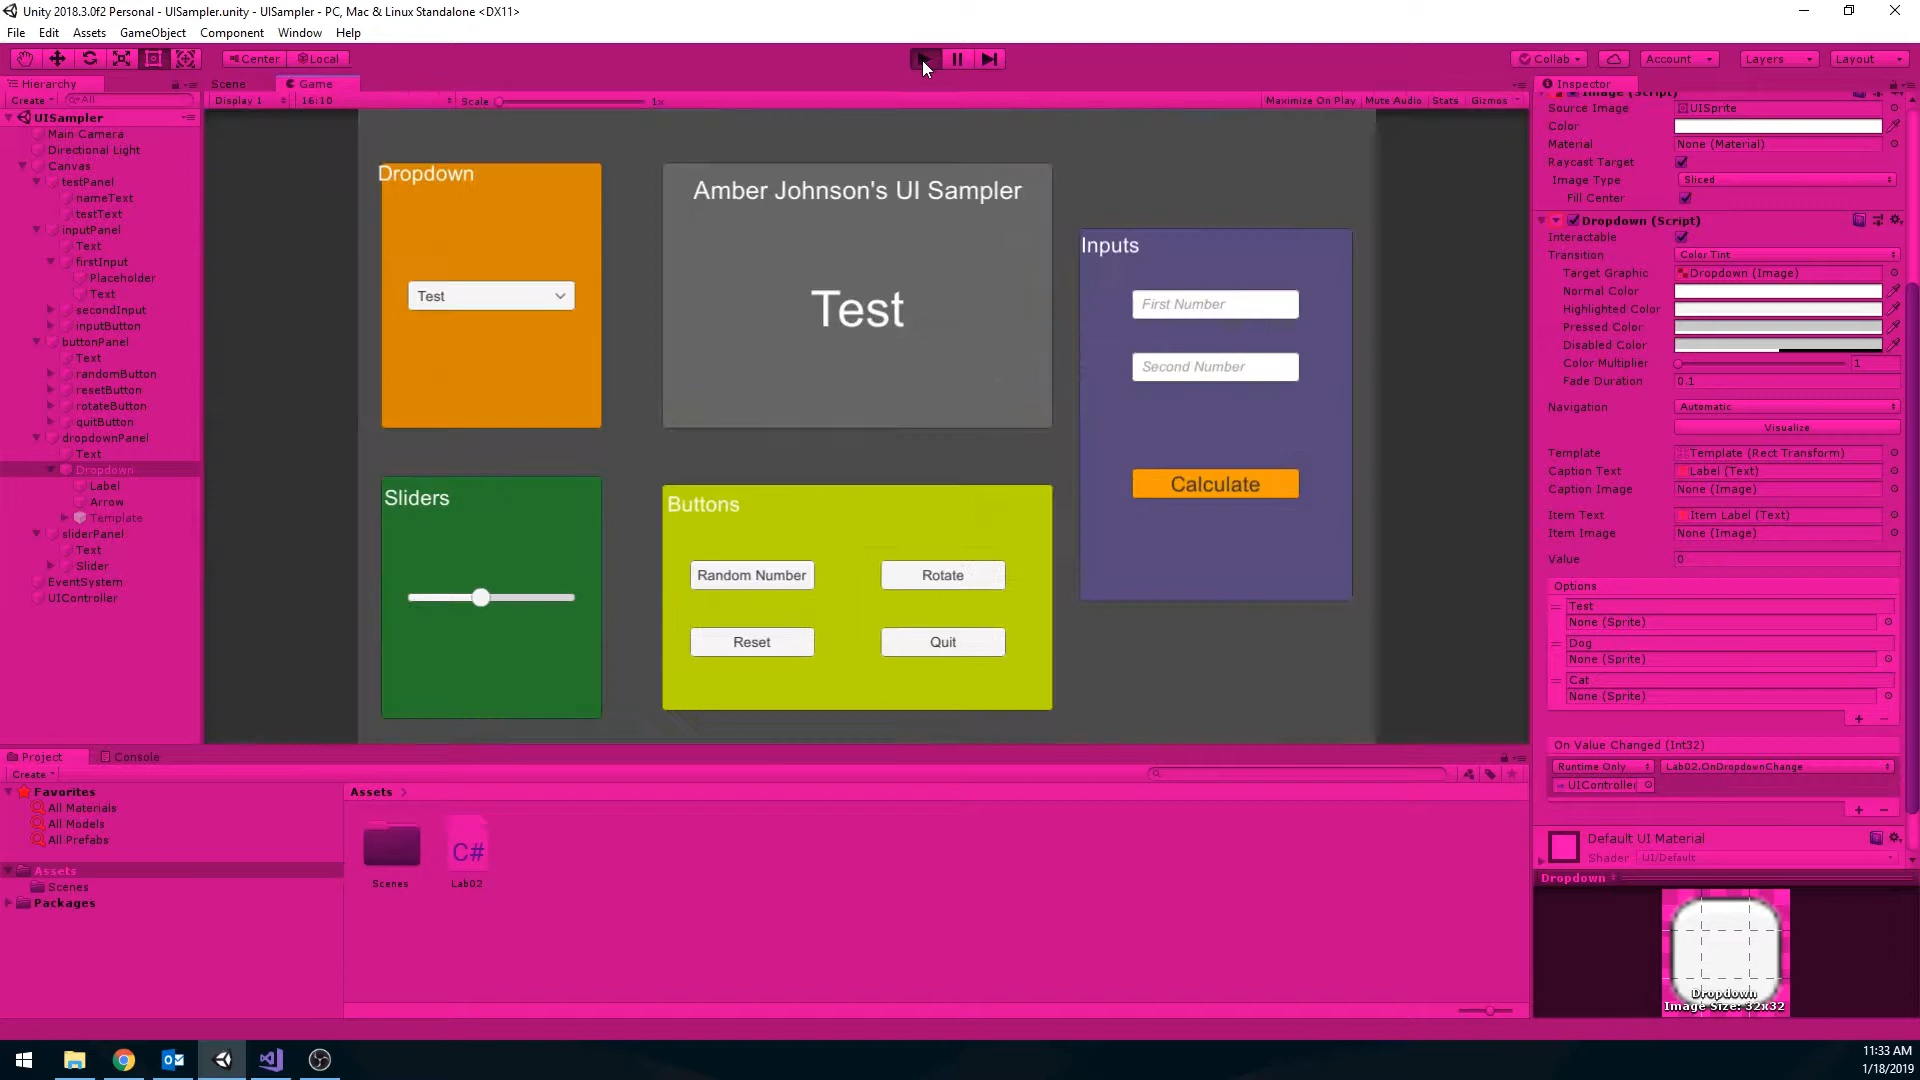 Unity 2018.3.0f2 Personal - UISampler.unity - UISampler - PC, Mac & Linux Standalone <DX11>
File Edit Assets GameObject Component Window Help
Center Local Collab Account Layers Layout
Hierarchy Scene Game Inspector
Create All Display 1 16:10 Scale 1x Maximize On Play Mute Audio Stats Gizmos
UISampler
Main Camera
Directional Light
Canvas
testPanel
nameText
testText
inputPanel
Text
firstInput
Placeholder
Text
secondInput
inputButton
buttonPanel
Text
randomButton
resetButton
rotateButton
quitButton
dropdownPanel
Text
Dropdown
Label
Arrow
Template
sliderPanel
Text
Slider
EventSystem
UIController
Dropdown
Test
Amber Johnson's UI Sampler
Test
Inputs
First Number
Second Number
Calculate
Sliders
Buttons
Random Number Rotate
Reset Quit
Image (Script)
Source Image UISprite
Color
Material None (Material)
Raycast Target
Image Type Sliced
Fill Center
Dropdown (Script)
Interactable
Transition Color Tint
Target Graphic Dropdown (Image)
Normal Color
Highlighted Color
Pressed Color
Disabled Color
Color Multiplier 1
Fade Duration 0.1
Navigation Automatic
Visualize
Template Template (Rect Transform)
Caption Text Label (Text)
Caption Image None (Image)
Item Text Item Label (Text)
Item Image None (Image)
Value 0
Options
Test
None (Sprite)
Dog
None (Sprite)
Cat
None (Sprite)
+ −
On Value Changed (Int32)
Runtime Only Lab02.OnDropdownChange
UIController
+ −
Default UI Material
Shader UI/Default
Dropdown
Dropdown
Image Size: 32x32
Project Console
Create
Favorites
All Materials
All Models
All Prefabs
Assets
Scenes
Packages
Assets
C#
Scenes Lab02
11:33 AM
1/18/2019